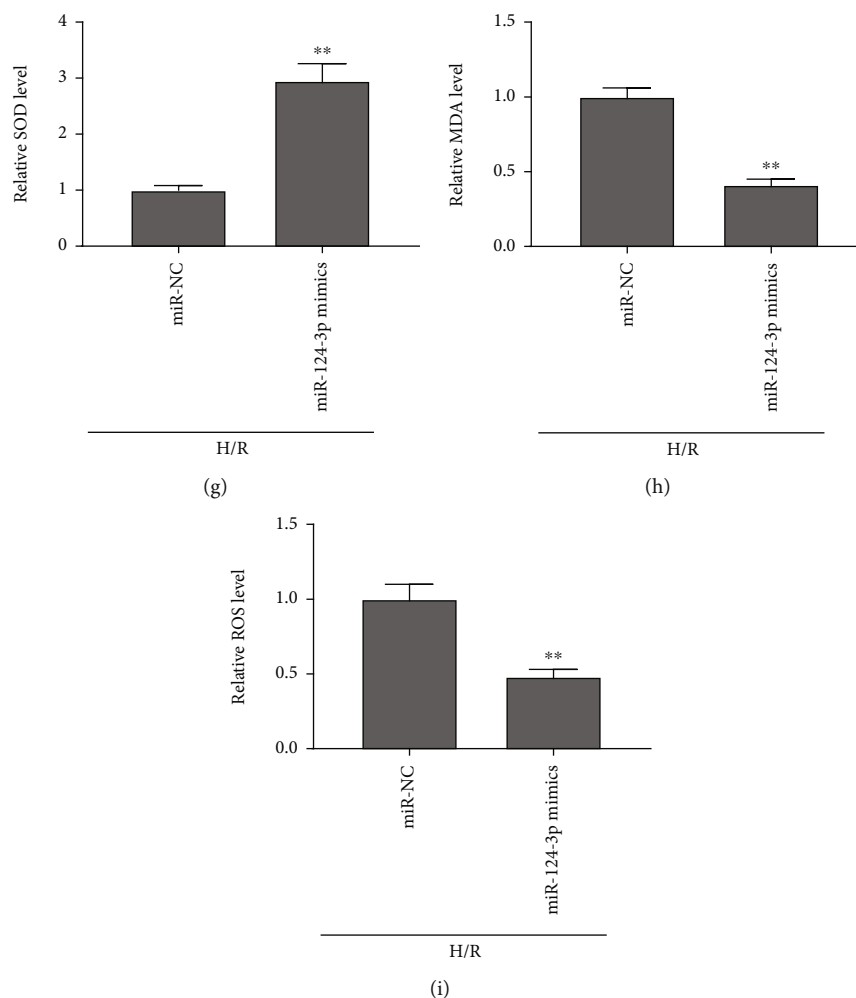 Relative SOD level
4
3
2
1
0
**
miR-NC
miR-124-3p mimics
H/R
(g)
Relative MDA level
1.5
1.0
0.5
0.0
**
miR-NC
miR-124-3p mimics
H/R
(h)
Relative ROS level
1.5
1.0
0.5
0.0
**
miR-NC
miR-124-3p mimics
H/R
(i)